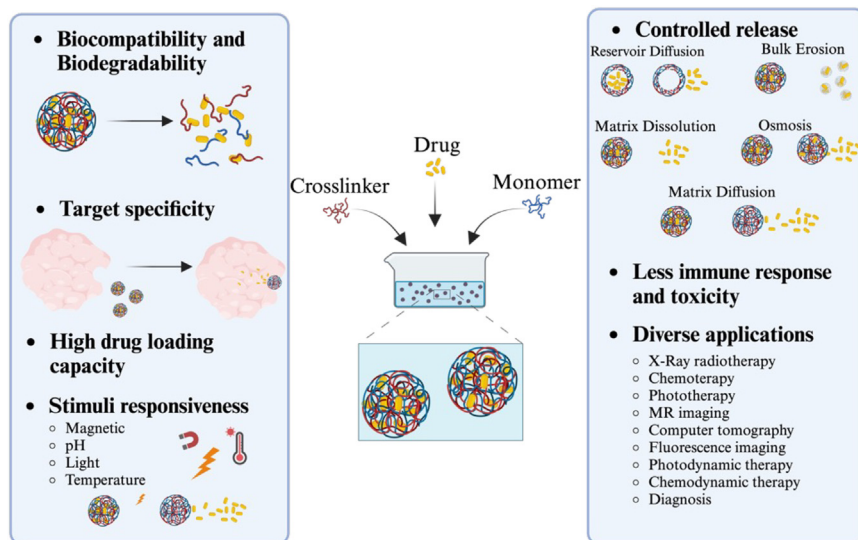 • Biocompatibility and
Biodegradability
• Target specificity
• High drug loading
capacity
• Stimuli responsiveness
○ Magnetic
○ pH
○ Light
○ Temperature
Drug
Crosslinker
Monomer
• Controlled release
Reservoir Diffusion
Bulk Erosion
Matrix Dissolution
Osmosis
Matrix Diffusion
• Less immune response
and toxicity
• Diverse applications
○ X-Ray radiotherapy
○ Chemoterapy
○ Phototherapy
○ MR imaging
○ Computer tomography
○ Fluorescence imaging
○ Photodynamic therapy
○ Chemodynamic therapy
○ Diagnosis